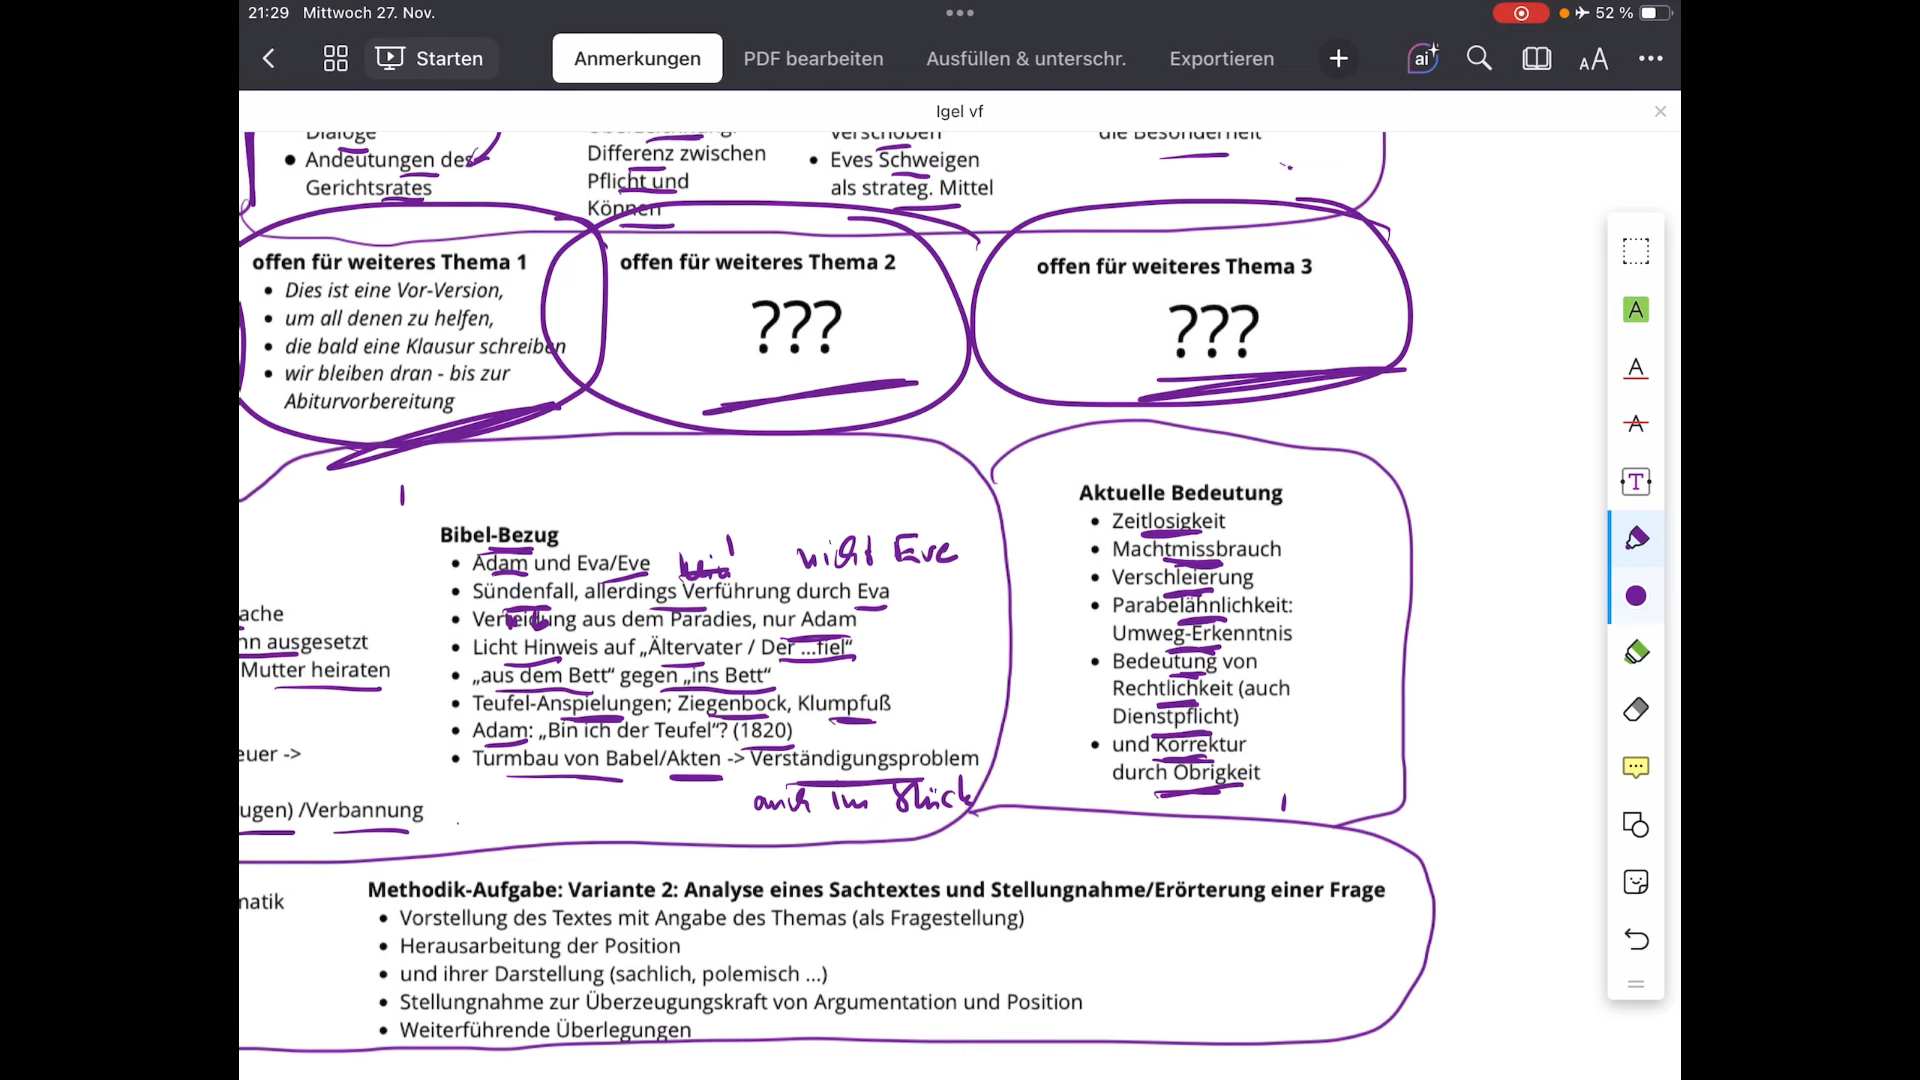 21:29 Mittwoch 27. Nov.
52 %
Starten
Anmerkungen
PDF bearbeiten
Ausfüllen & unterschr.
Exportieren
ai
AA
Igel vf
Dialoge
Andeutungen des
Gerichtsrates
Differenz zwischen
Pflicht und
Können
verschoben
Eves Schweigen
als strateg. Mittel
die Besonderheit
offen für weiteres Thema 1
Dies ist eine Vor-Version,
um all denen zu helfen,
die bald eine Klausur schreiben
wir bleiben dran - bis zur
Abiturvorbereitung
offen für weiteres Thema 2
???
offen für weiteres Thema 3
???
ache
nn ausgesetzt
Mutter heiraten
euer ->
ugen) /Verbannung
Bibel-Bezug
Adam und Eva/Eve
nicht Eve
Sündenfall, allerdings Verführung durch Eva
Verteidung aus dem Paradies, nur Adam
Licht Hinweis auf „Ältervater / Der ...fiel“
„aus dem Bett“ gegen „ins Bett“
Teufel-Anspielungen; Ziegenbock, Klumpfuß
Adam: „Bin ich der Teufel“? (1820)
Turmbau von Babel/Akten -> Verständigungsproblem
auch im Stück
Aktuelle Bedeutung
Zeitlosigkeit
Machtmissbrauch
Verschleierung
Parabelähnlichkeit:
Umweg-Erkenntnis
Bedeutung von
Rechtlichkeit (auch
Dienstpflicht)
und Korrektur
durch Obrigkeit
natik
Methodik-Aufgabe: Variante 2: Analyse eines Sachtextes und Stellungnahme/Erörterung einer Frage
Vorstellung des Textes mit Angabe des Themas (als Fragestellung)
Herausarbeitung der Position
und ihrer Darstellung (sachlich, polemisch ...)
Stellungnahme zur Überzeugungskraft von Argumentation und Position
Weiterführende Überlegungen